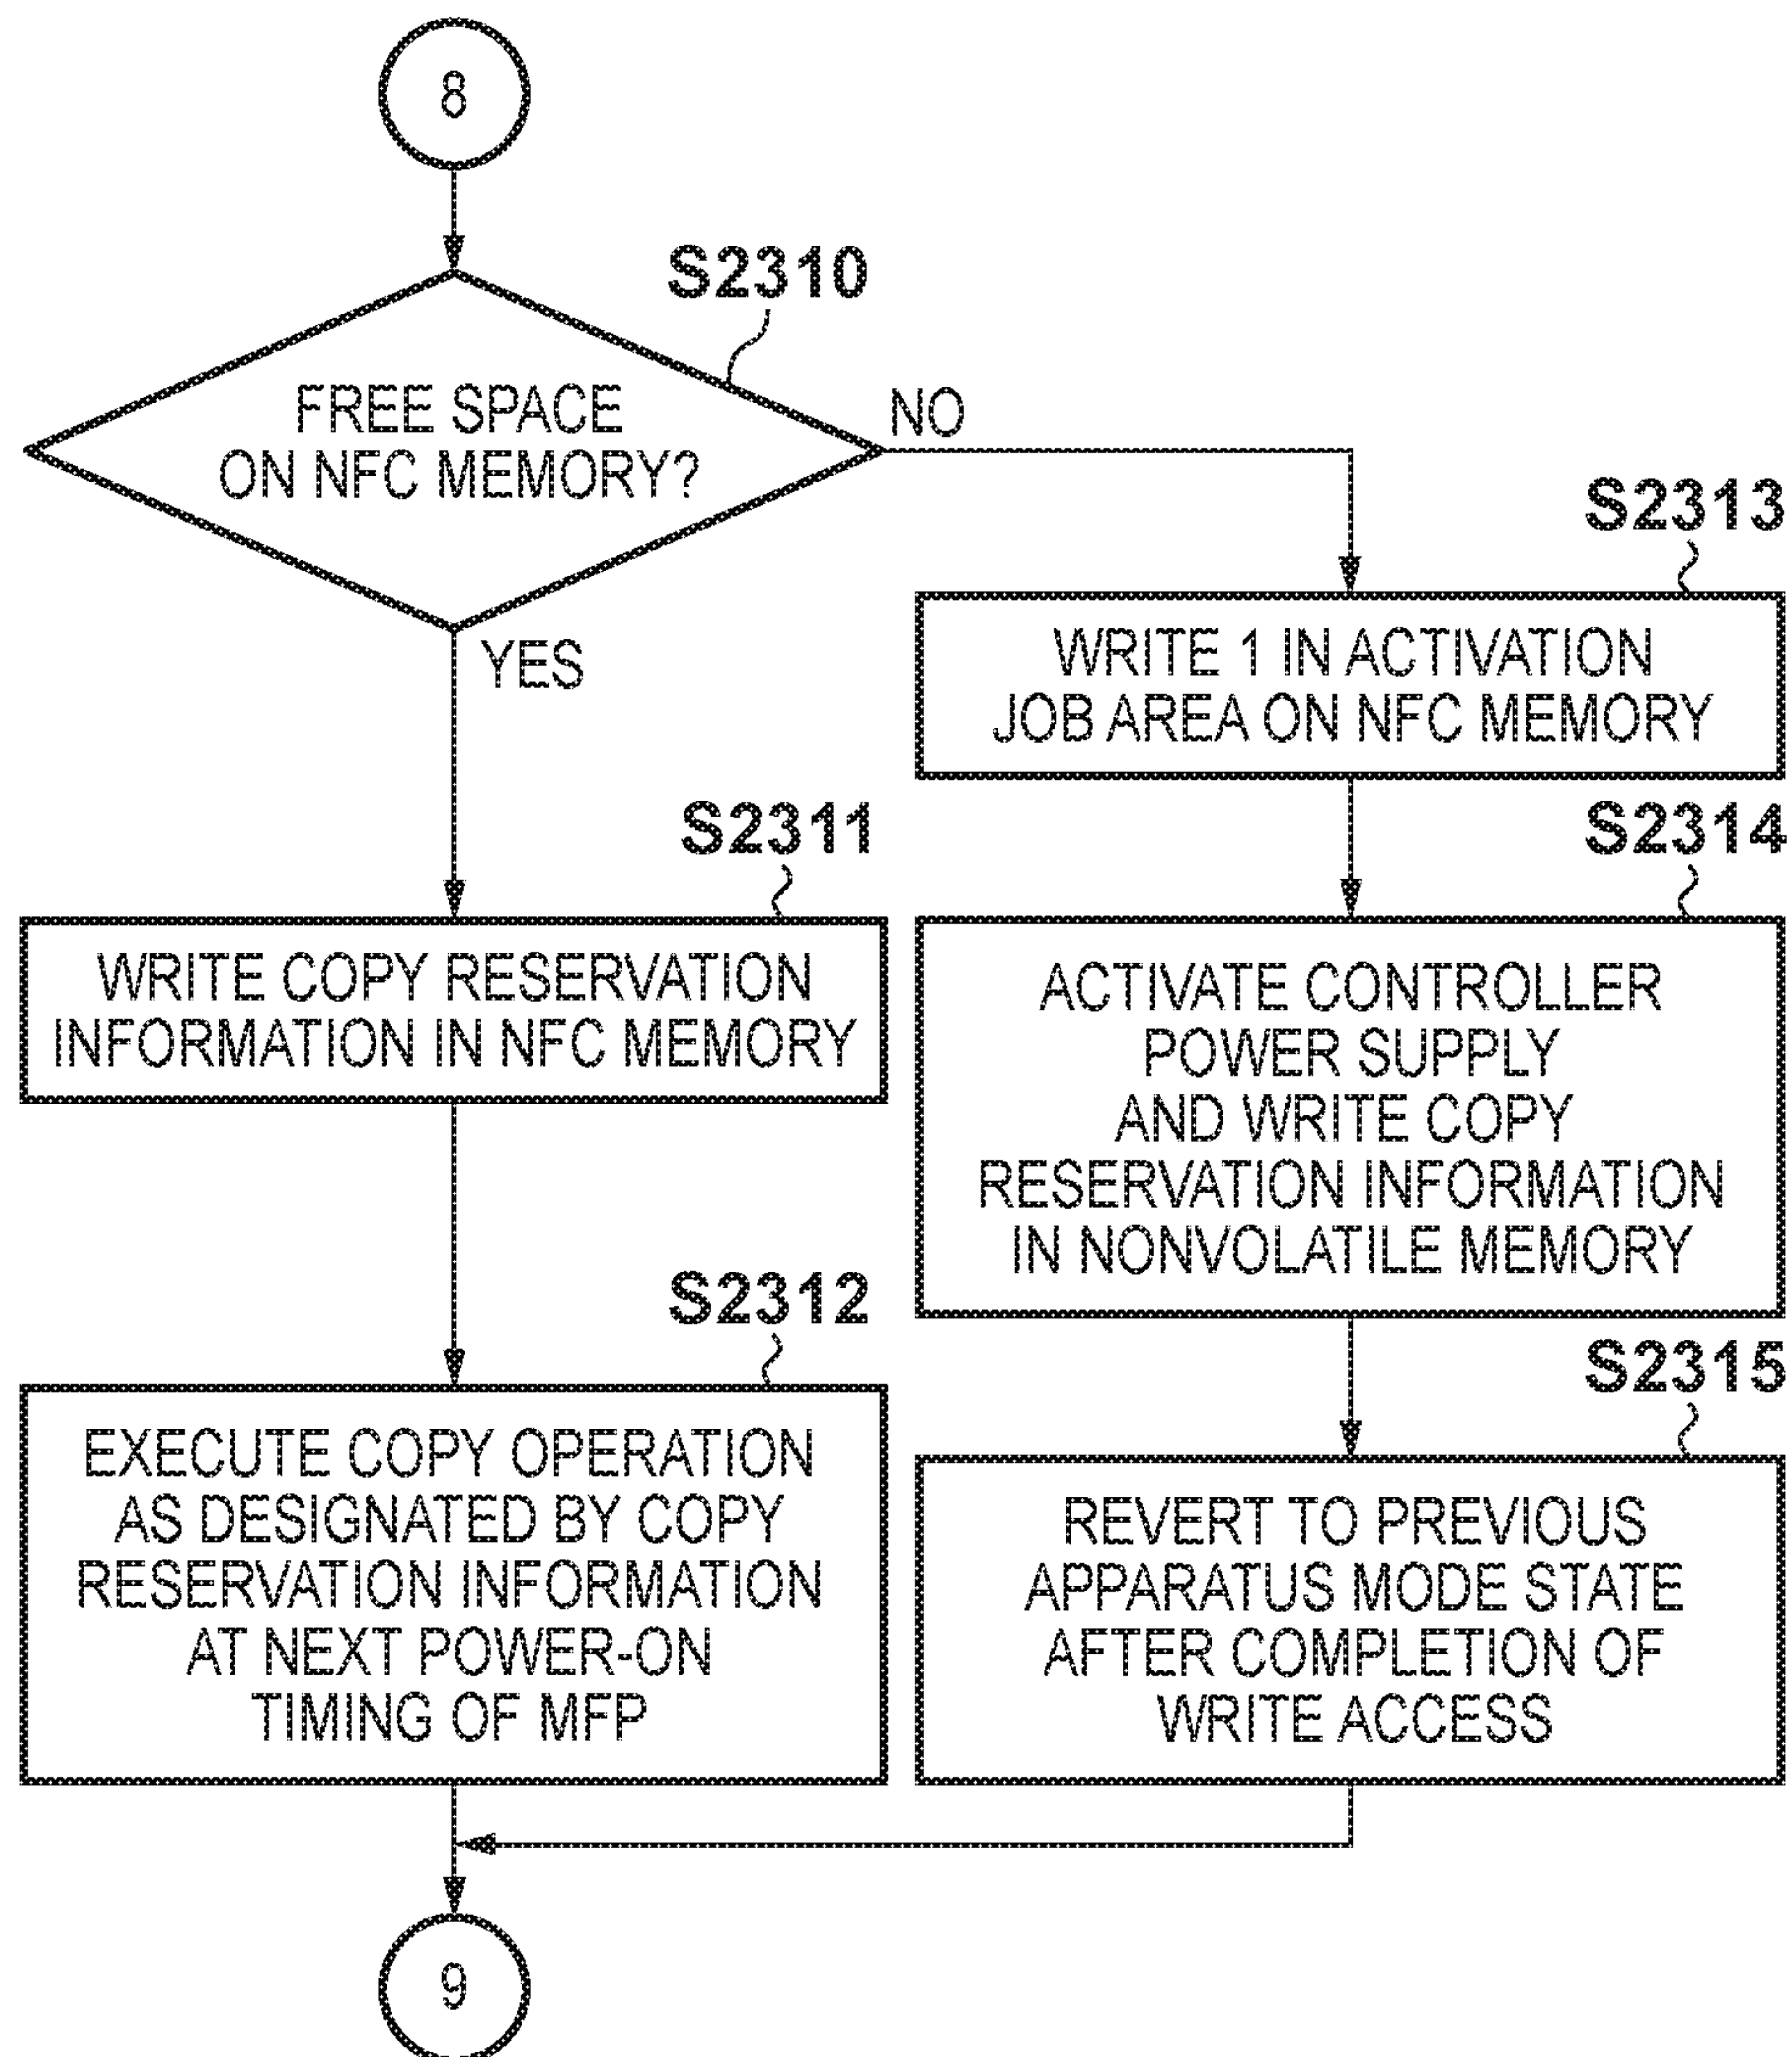 8
S2310
FREE SPACE
ON NFC MEMORY?
NO
YES
S2313
WRITE 1 IN ACTIVATION
JOB AREA ON NFC MEMORY
S2311
WRITE COPY RESERVATION
INFORMATION IN NFC MEMORY
S2314
ACTIVATE CONTROLLER
POWER SUPPLY
AND WRITE COPY
RESERVATION INFORMATION
IN NONVOLATILE MEMORY
S2312
EXECUTE COPY OPERATION
AS DESIGNATED BY COPY
RESERVATION INFORMATION
AT NEXT POWER-ON
TIMING OF MFP
S2315
REVERT TO PREVIOUS
APPARATUS MODE STATE
AFTER COMPLETION OF
WRITE ACCESS
9